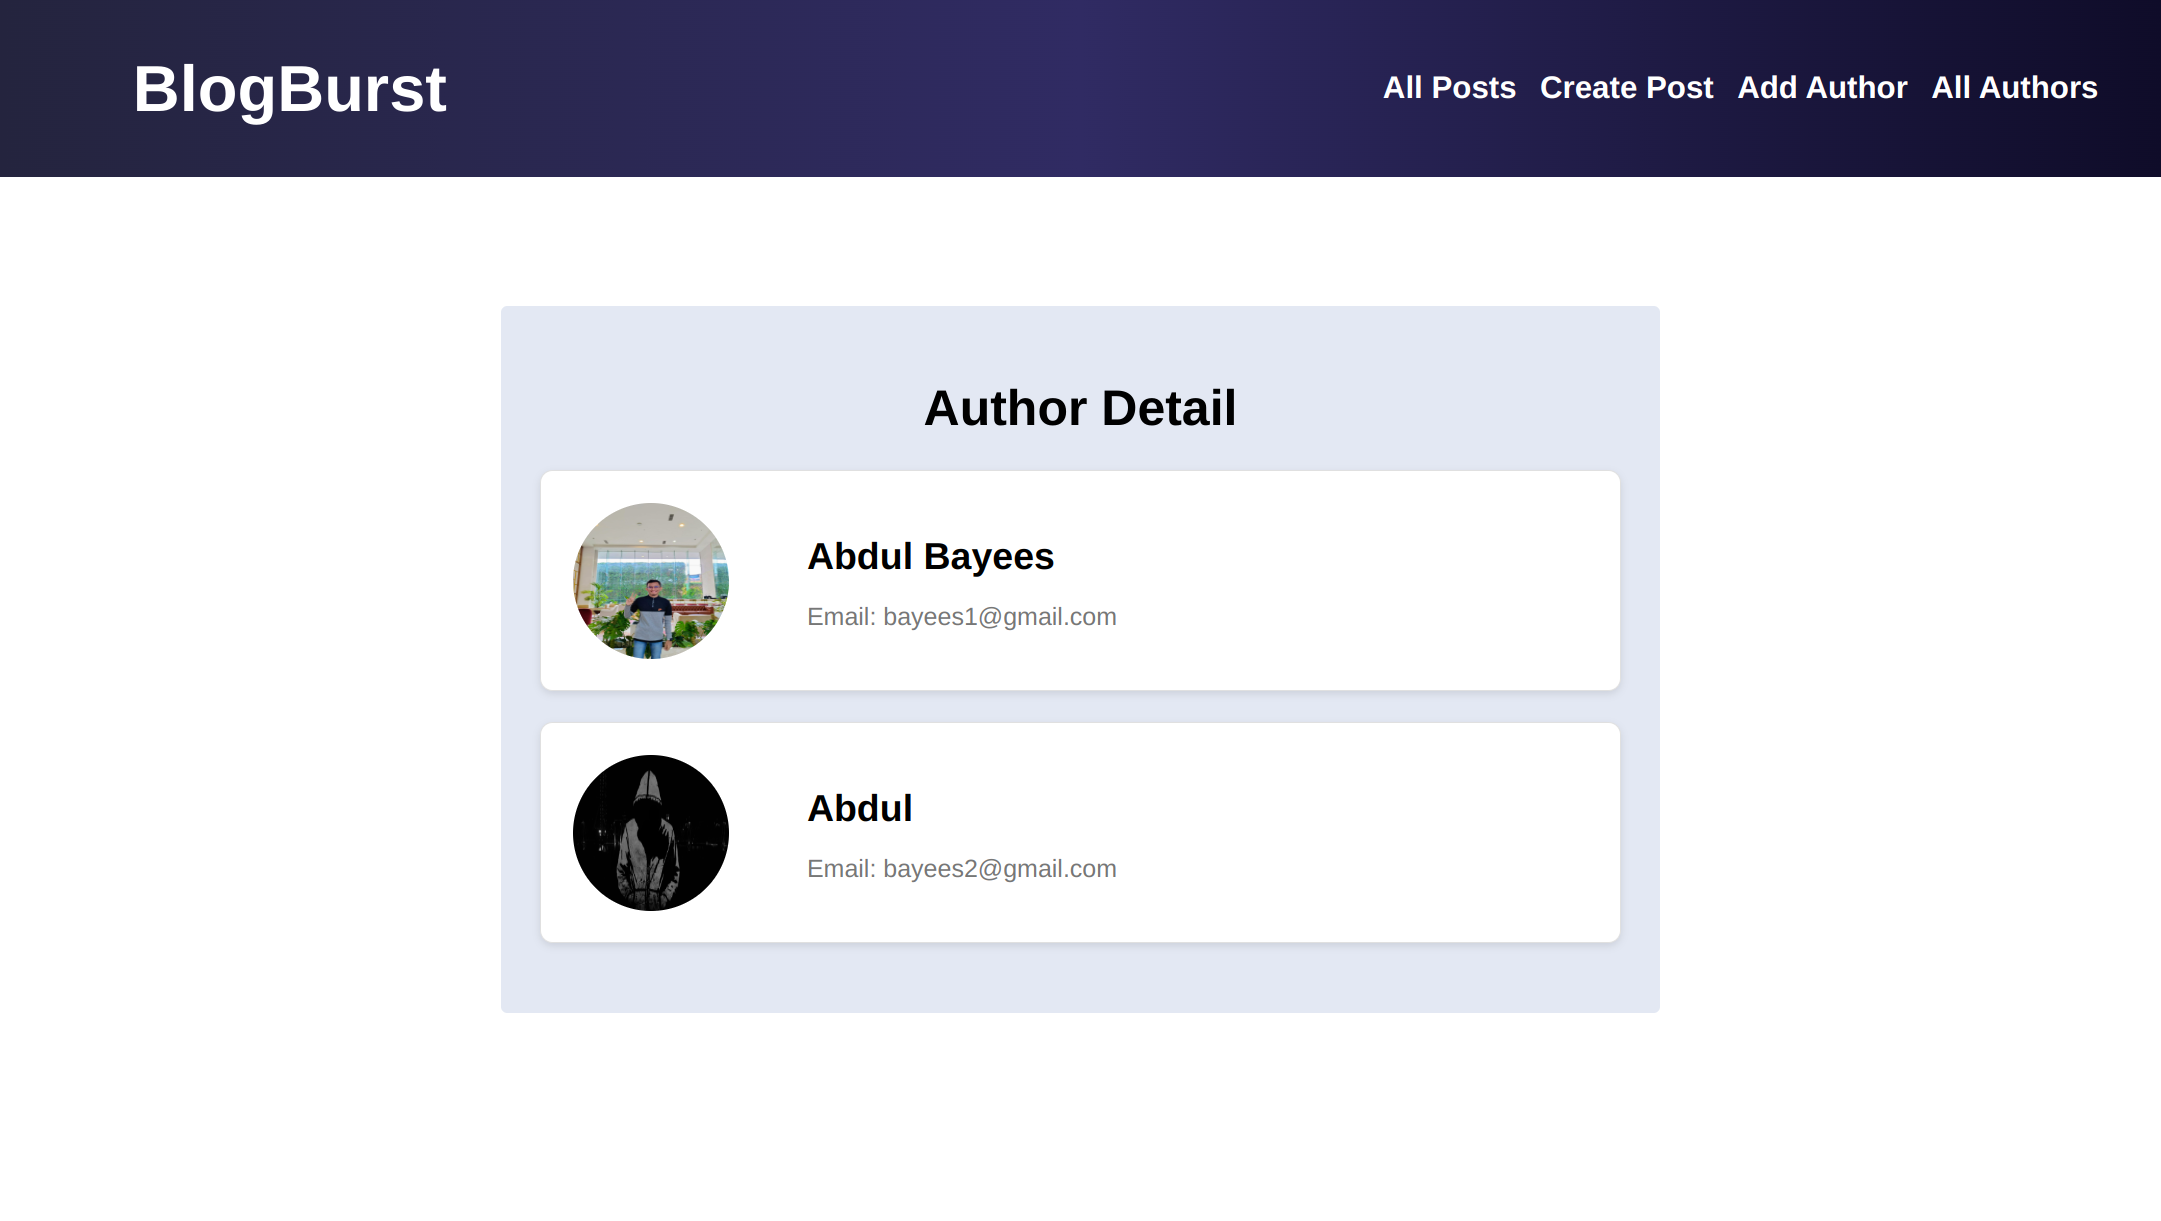 BlogBurst
All Posts Create Post Add Author All Authors
Author Detail
Abdul Bayees
Email: bayees1@gmail.com
Abdul
Email: bayees2@gmail.com